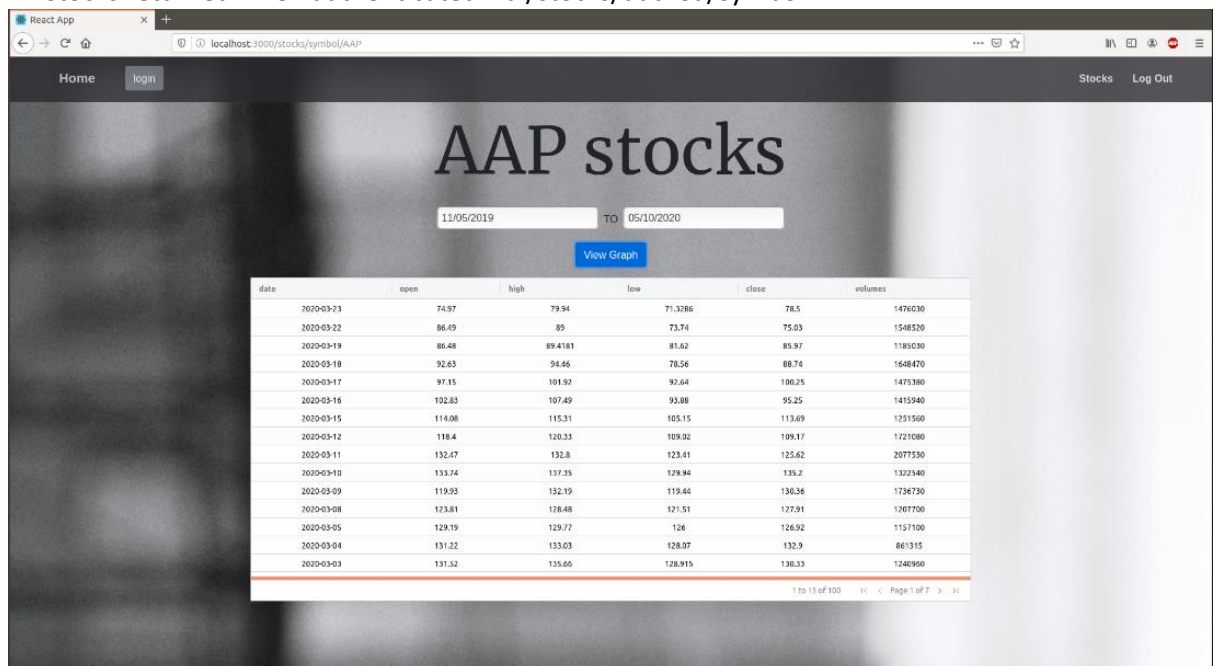 React App
localhost:3000/stocks/symbol/AAP
Home login Stocks Log Out
AAP stocks
11/05/2019 TO 05/10/2020
View Graph
date open high low close volumes
2020-03-23 74.97 79.94 71.3286 78.5 1476030
2020-03-22 86.49 89 73.74 75.03 1548520
2020-03-19 86.48 89.4181 81.62 85.97 1185030
2020-03-18 92.63 94.46 78.56 88.74 1648470
2020-03-17 97.15 101.92 92.64 100.25 1475380
2020-03-16 102.83 107.49 93.88 95.25 1415940
2020-03-15 114.08 115.31 105.15 113.69 1251560
2020-03-12 118.4 120.33 109.02 109.17 1721080
2020-03-11 132.47 132.8 123.41 125.62 2077530
2020-03-10 133.74 137.35 129.94 135.2 1322540
2020-03-09 119.93 132.19 119.44 130.36 1736730
2020-03-08 123.81 128.48 121.51 127.91 1207700
2020-03-05 129.19 129.77 126 126.92 1157100
2020-03-04 131.22 133.03 128.07 132.9 861315
2020-03-03 131.52 135.66 128.915 130.33 1240960
1 to 15 of 100 Page 1 of 7